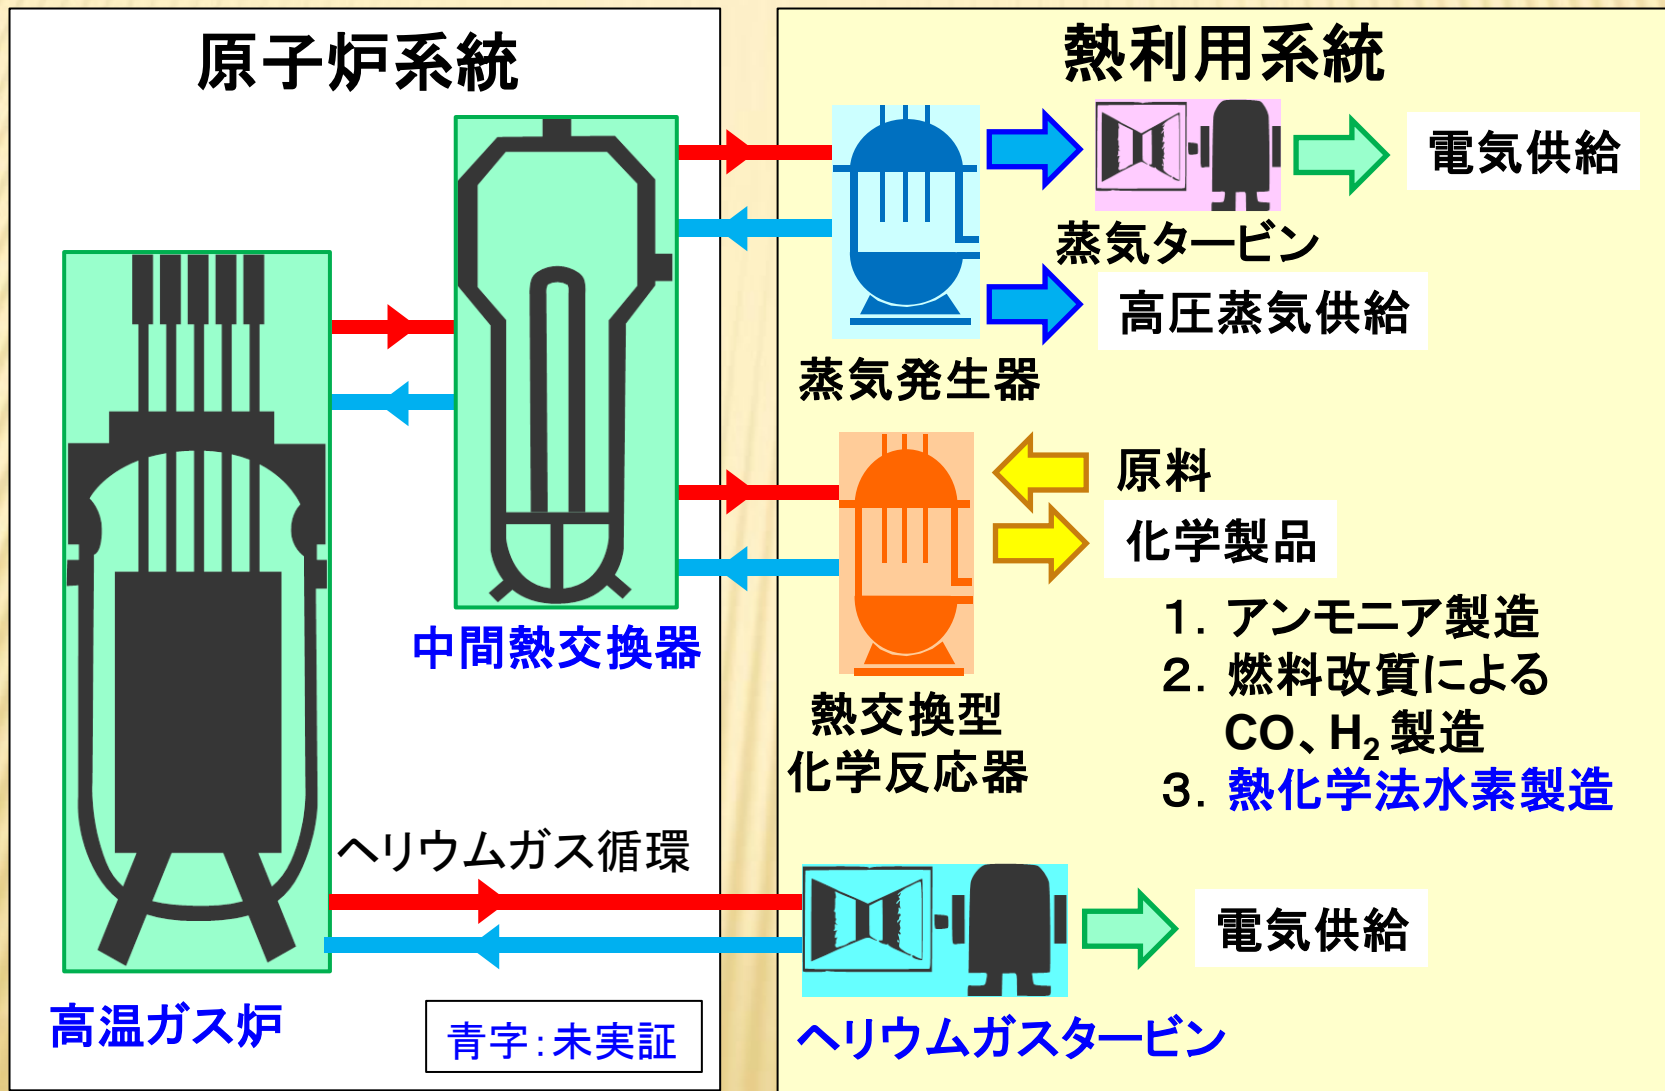 原子炉系統
熱利用系統
電気供給
蒸気タービン
高圧蒸気供給
蒸気発生器
原料
化学製品
中間熱交換器
1. アンモニア製造
2. 燃料改質による
CO、H₂製造
3. 熱化学法水素製造
熱交換型
化学反応器
ヘリウムガス循環
電気供給
高温ガス炉
青字：未実証
ヘリウムガスタービン